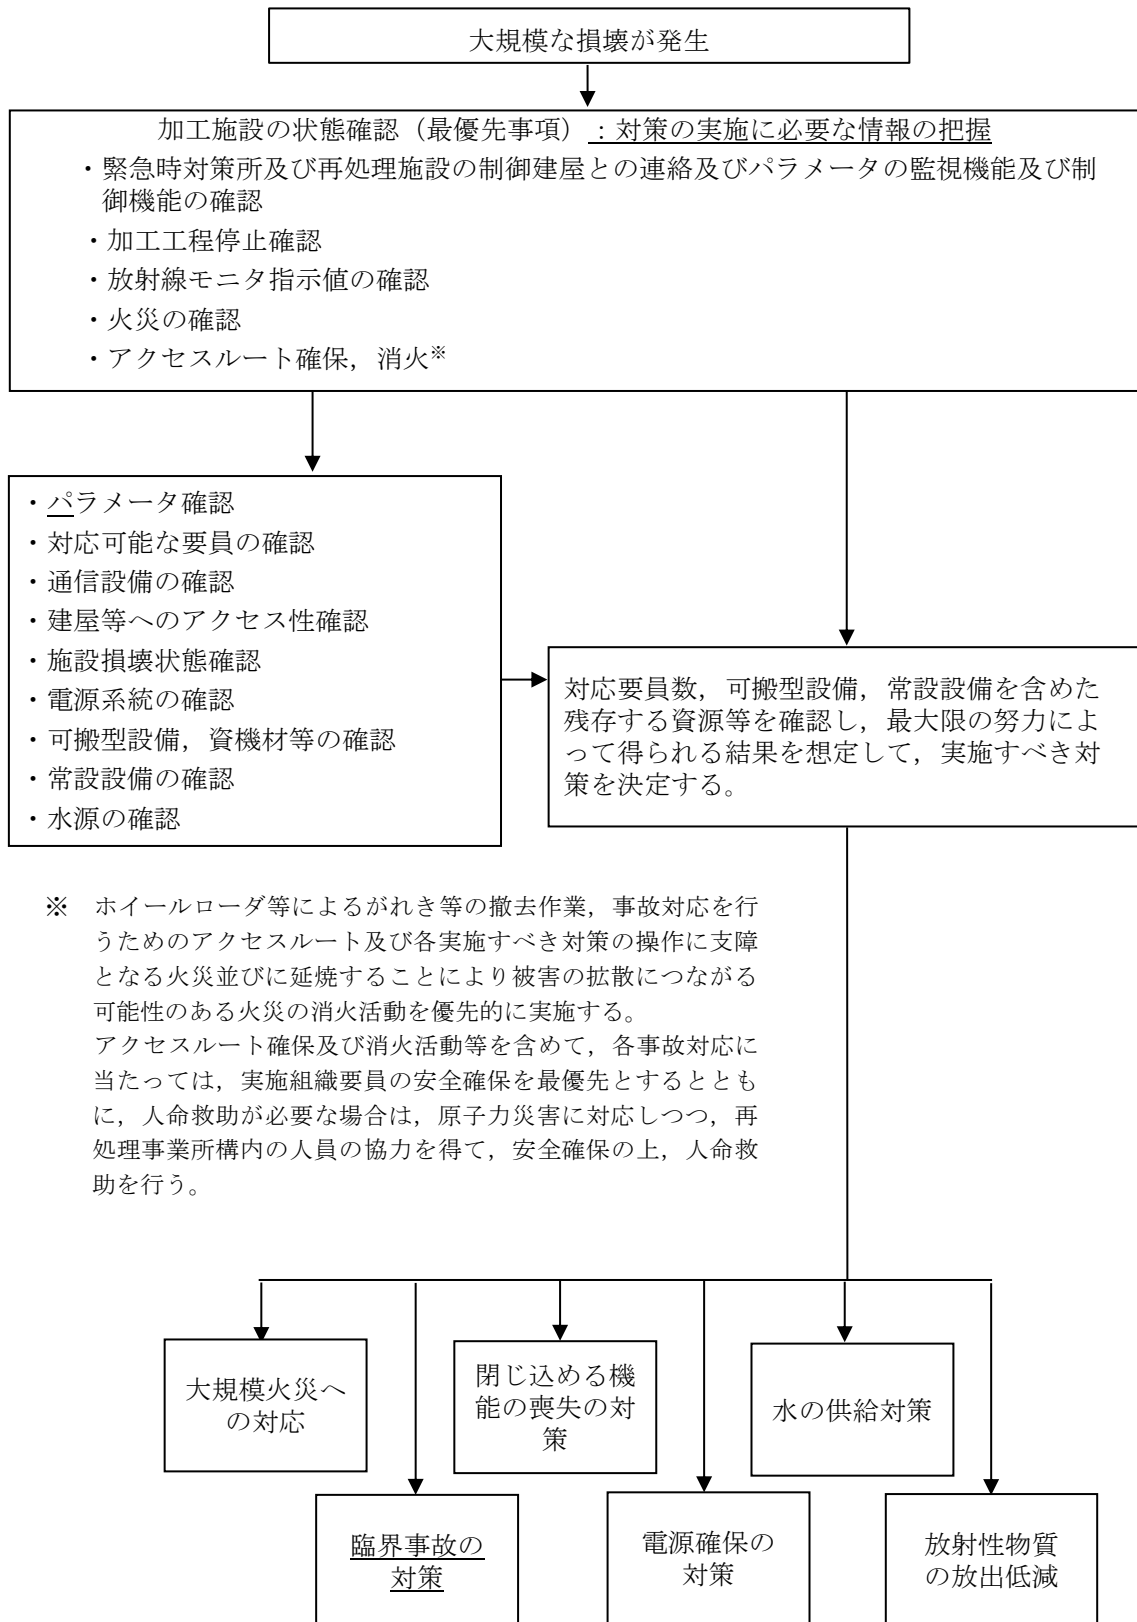 大規模な損壊が発生
加工施設の状態確認（最優先事項）：対策の実施に必要な情報の把握
・緊急時対策所及び再処理施設の制御建屋との連絡及びパラメータの監視機能及び制
御機能の確認
・加工工程停止確認
・放射線モニタ指示値の確認
・火災の確認
・アクセスルート確保，消火※
・パラメータ確認
・対応可能な要員の確認
・通信設備の確認
・建屋等へのアクセス性確認
・施設損壊状態確認
・電源系統の確認
・可搬型設備，資機材等の確認
・常設設備の確認
・水源の確認
対応要員数，可搬型設備，常設設備を含めた
残存する資源等を確認し，最大限の努力によ
って得られる結果を想定して，実施すべき対
策を決定する。
※　ホイールローダ等によるがれき等の撤去作業，事故対応を行
うためのアクセスルート及び各実施すべき対策の操作に支障
となる火災並びに延焼することにより被害の拡散につながる
可能性のある火災の消火活動を優先的に実施する。
アクセスルート確保及び消火活動等を含めて，各事故対応に
当たっては，実施組織要員の安全確保を最優先とするととも
に，人命救助が必要な場合は，原子力災害に対応しつつ，再
処理事業所構内の人員の協力を得て，安全確保の上，人命救
助を行う。
大規模火災へ
の対応
閉じ込める機
能の喪失の対
策
水の供給対策
臨界事故の
対策
電源確保の
対策
放射性物質
の放出低減